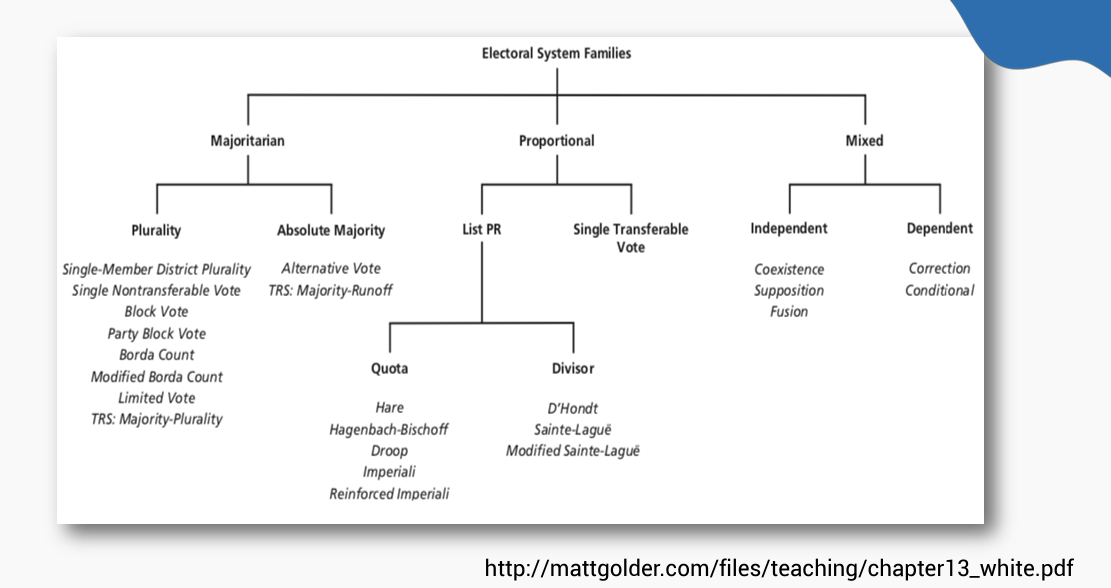 Electoral System Families
Majoritarian
Proportional
Mixed
Plurality
Absolute Majority
List PR
Single Transferable
Vote
Independent
Dependent
Single-Member District Plurality
Single Nontransferable Vote
Block Vote
Party Block Vote
Borda Count
Modified Borda Count
Limited Vote
TRS: Majority-Plurality
Alternative Vote
TRS: Majority-Runoff
Coexistence
Supposition
Fusion
Correction
Conditional
Quota
Divisor
Hare
Hagenbach-Bischoff
Droop
Imperiali
Reinforced Imperiali
D’Hondt
Sainte-Laguë
Modified Sainte-Laguë
http://mattgolder.com/files/teaching/chapter13_white.pdf